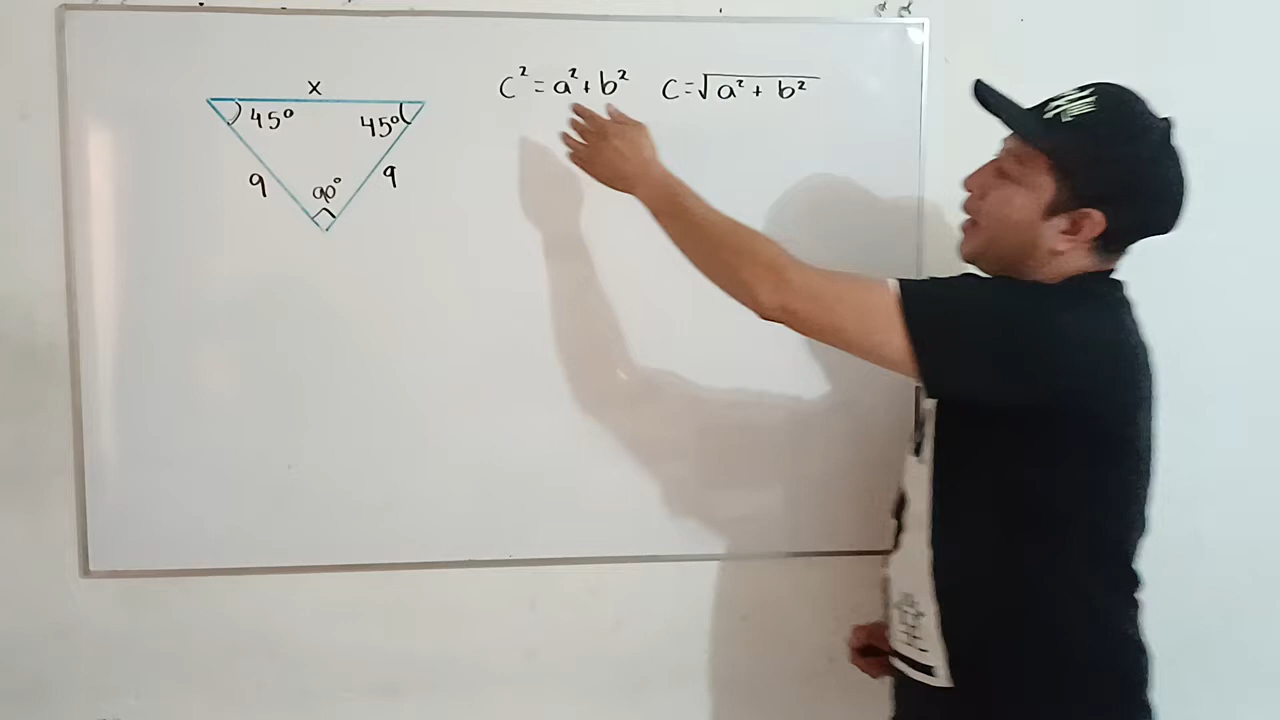 x
45° 45°
9 90° 9
c² = a² + b² c = √a² + b²